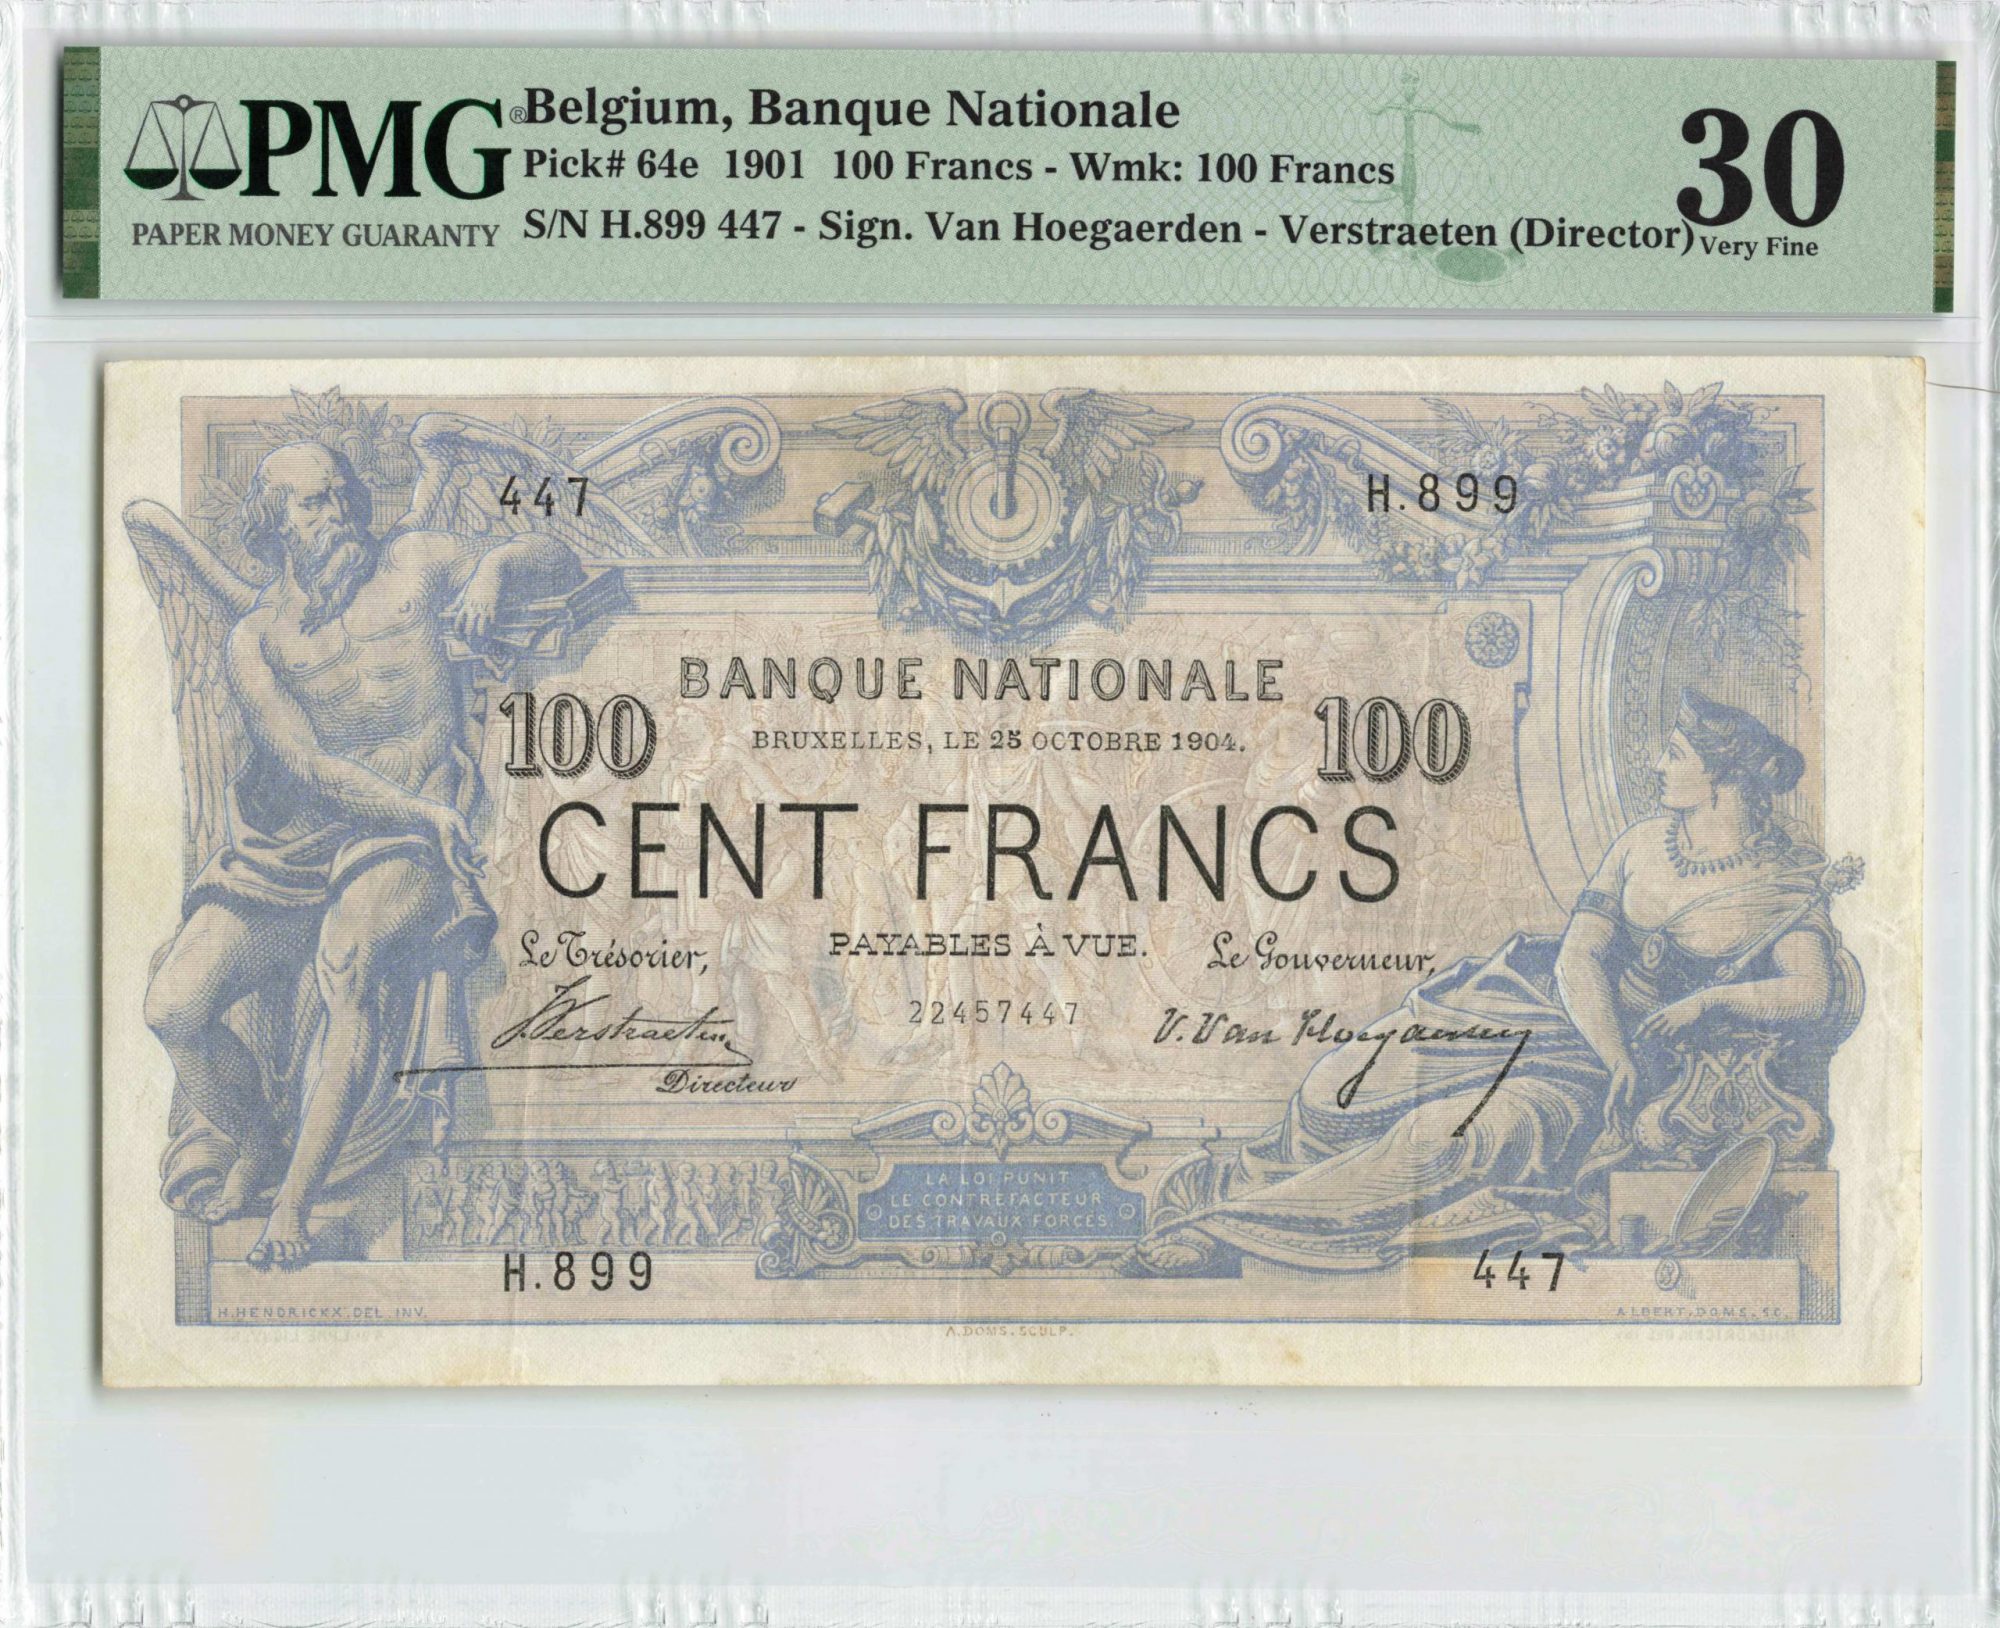 PMG® Belgium, Banque Nationale
Pick# 64e 1901 100 Francs - Wmk: 100 Francs
PAPER MONEY GUARANTY
S/N H.899 447 - Sign. Van Hoegaerden - Verstraeten (Director)
30
Very Fine
447
H.899
BANQUE NATIONALE
100
100
BRUXELLES, LE 25 OCTOBRE 1904.
CENT FRANCS
Le Trésorier,
PAYABLES À VUE.
Le Gouverneur,
22457447
J. Verstraeten
V. Van Hoegaerden
Directeur
LA LOI PUNIT
LE CONTREFACTEUR
DES TRAVAUX FORCÉS.
H.899
447
H.HENDRICKX.DEL.INV.
ALBERT.DOMS.SC.
A.DOMS.SCULP.